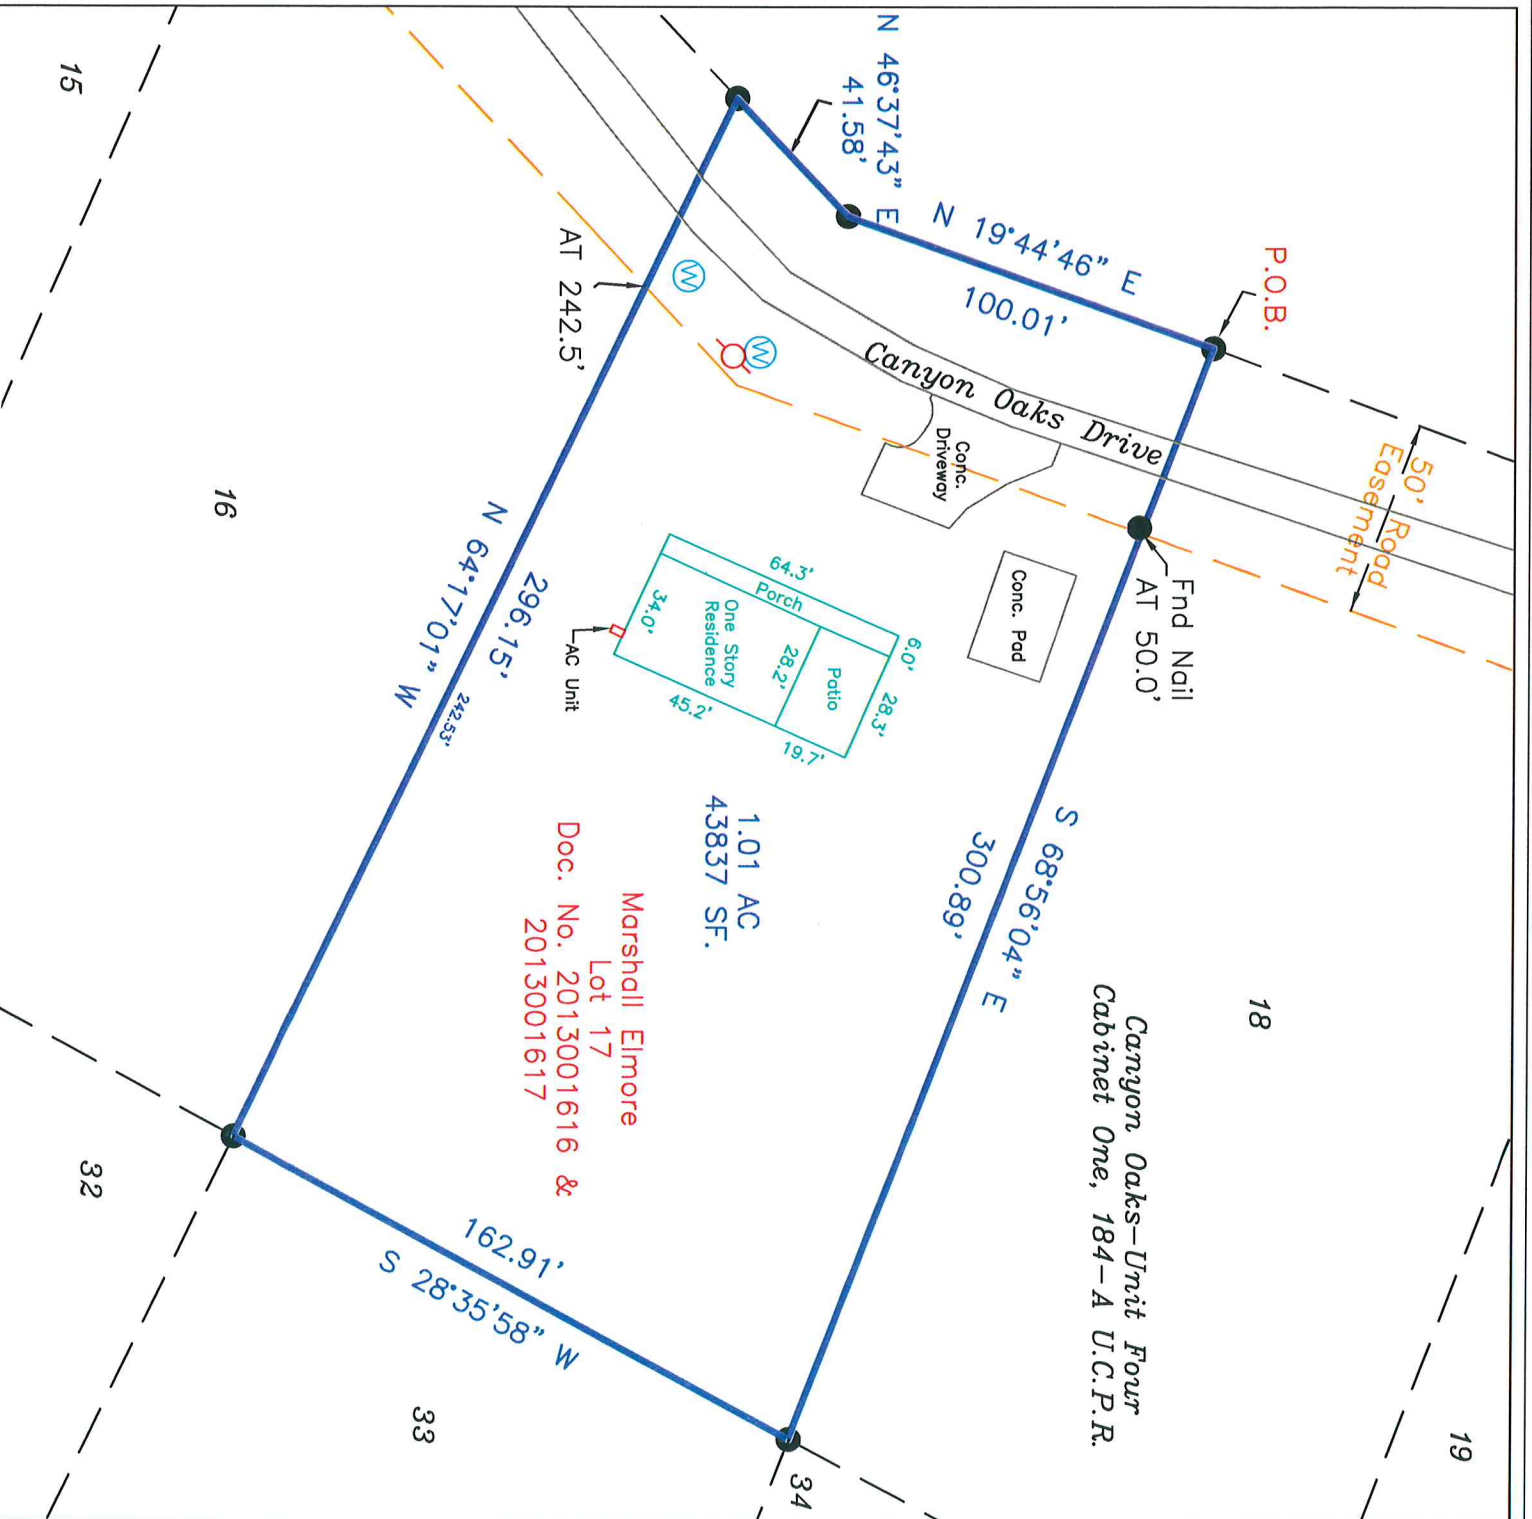 15
N 46°37'43" E
41.58'
N 19°44'46" E
100.01'
P.O.B.
50' Road
Easement
AT 242.5'
W
W
Canyon Oaks Drive
Conc.
Driveway
Fnd Nail
AT 50.0'
Conc. Pad
16
N 64°17'01" W
296.15'
242.53'
64.3'
Porch
6.0'
34.0'
One Story
Residence
28.2'
Patio
28.3'
45.2'
19.7'
AC Unit
S 68°56'04" E
300.89'
1.01 AC
43837 SF.
Marshall Elmore
Lot 17
Doc. No. 2013001616 &
2013001617
18
Canyon Oaks-Unit Four
Cabinet One, 184-A U.C.P.R.
19
32
162.91'
S 28°35'58" W
33
34